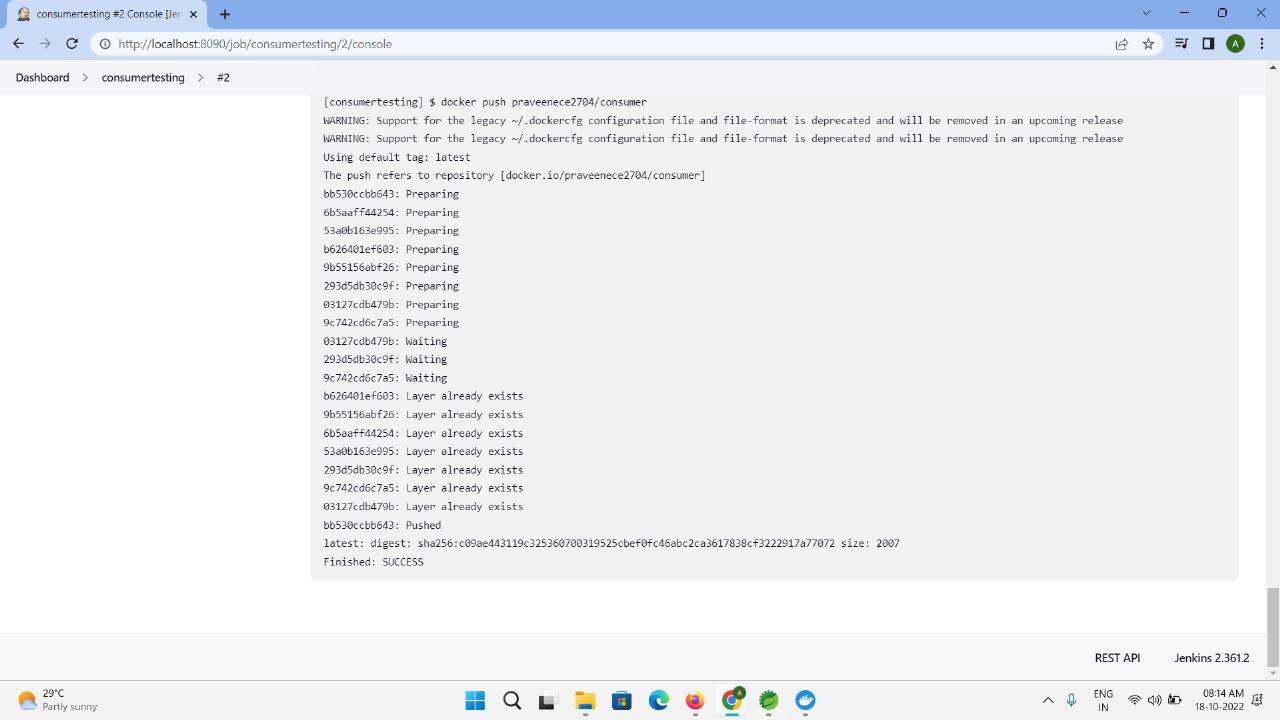 consumertesting #2 Console [Jen
http://localhost:8090/job/consumertesting/2/console
A
Dashboard > consumertesting > #2
[consumertesting] $ docker push praveenece2704/consumer
WARNING: Support for the legacy ~/.dockercfg configuration file and file-format is deprecated and will be removed in an upcoming release
WARNING: Support for the legacy ~/.dockercfg configuration file and file-format is deprecated and will be removed in an upcoming release
Using default tag: latest
The push refers to repository [docker.io/praveenece2704/consumer]
bb530ccbb643: Preparing
6b5aaff44254: Preparing
53a0b163e995: Preparing
b626401ef603: Preparing
9b55156abf26: Preparing
293d5db30c9f: Preparing
03127cdb479b: Preparing
9c742cd6c7a5: Preparing
03127cdb479b: Waiting
293d5db30c9f: Waiting
9c742cd6c7a5: Waiting
b626401ef603: Layer already exists
9b55156abf26: Layer already exists
6b5aaff44254: Layer already exists
53a0b163e995: Layer already exists
293d5db30c9f: Layer already exists
9c742cd6c7a5: Layer already exists
03127cdb479b: Layer already exists
bb530ccbb643: Pushed
latest: digest: sha256:c09ae443119c325360700319525cbef0fc46abc2ca3617838cf3222917a77072 size: 2007
Finished: SUCCESS
REST API Jenkins 2.361.2
29°C
Partly sunny
A
ENG
IN
08:14 AM
18-10-2022